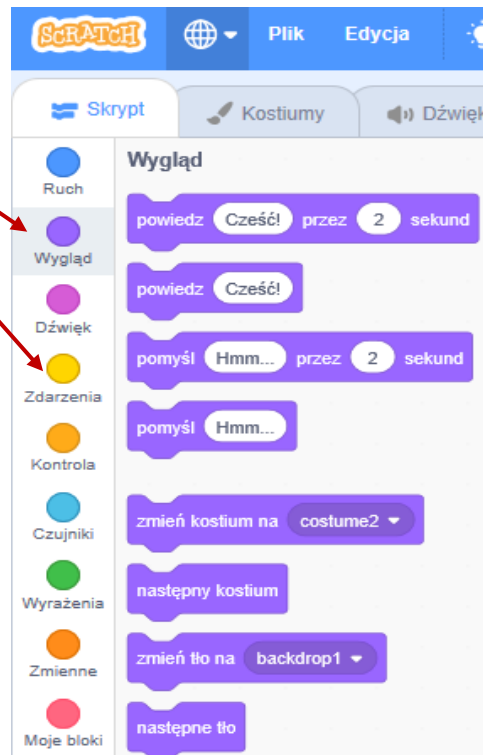 SCRATCH Plik Edycja
Skrypt Kostiumy Dźwięk
Ruch
Wygląd
Dźwięk
Zdarzenia
Kontrola
Czujniki
Wyrażenia
Zmienne
Moje bloki
Wygląd
powiedz Cześć! przez 2 sekund
powiedz Cześć!
pomyśl Hmm... przez 2 sekund
pomyśl Hmm...
zmień kostium na costume2
następny kostium
zmień tło na backdrop1
następne tło